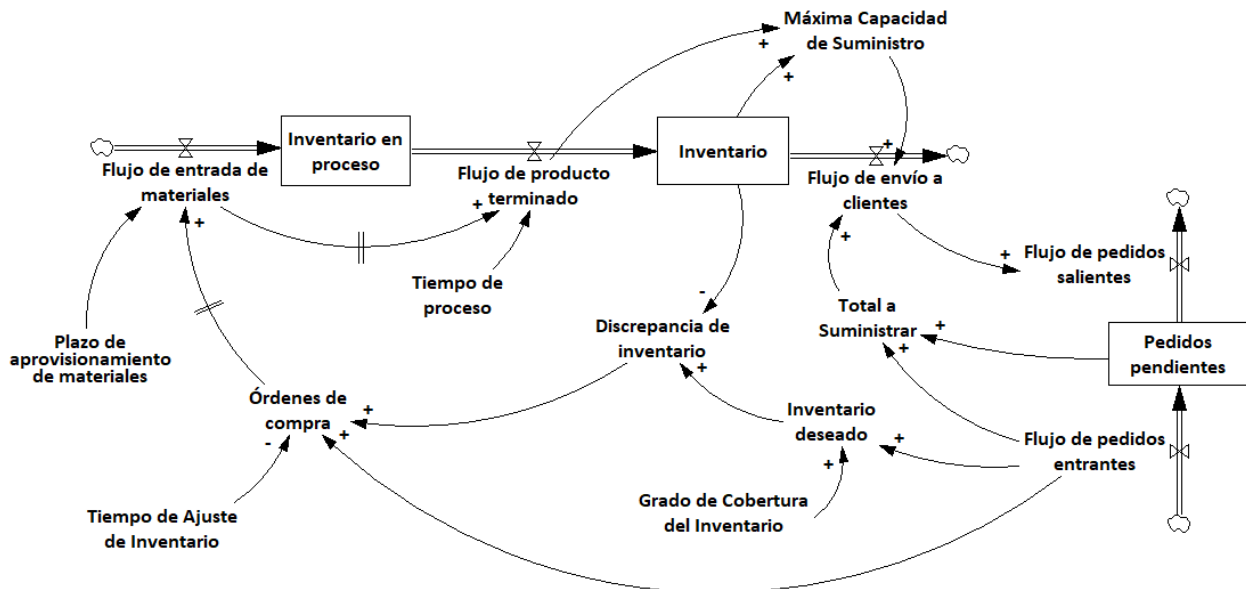 Máxima Capacidad
de Suministro
+
+
Inventario en
proceso
Inventario
+
Flujo de entrada de
materiales
Flujo de producto
terminado
Flujo de envío a
clientes
+
+
+
+
Flujo de pedidos
salientes
Tiempo de
proceso
-
Plazo de
aprovisionamiento
de materiales
Discrepancia de
inventario
+
Total a
Suministrar
+
+
Pedidos
pendientes
Órdenes de
compra
+
+
-
Inventario
deseado
+
+
Flujo de pedidos
entrantes
Tiempo de Ajuste
de Inventario
Grado de Cobertura
del Inventario